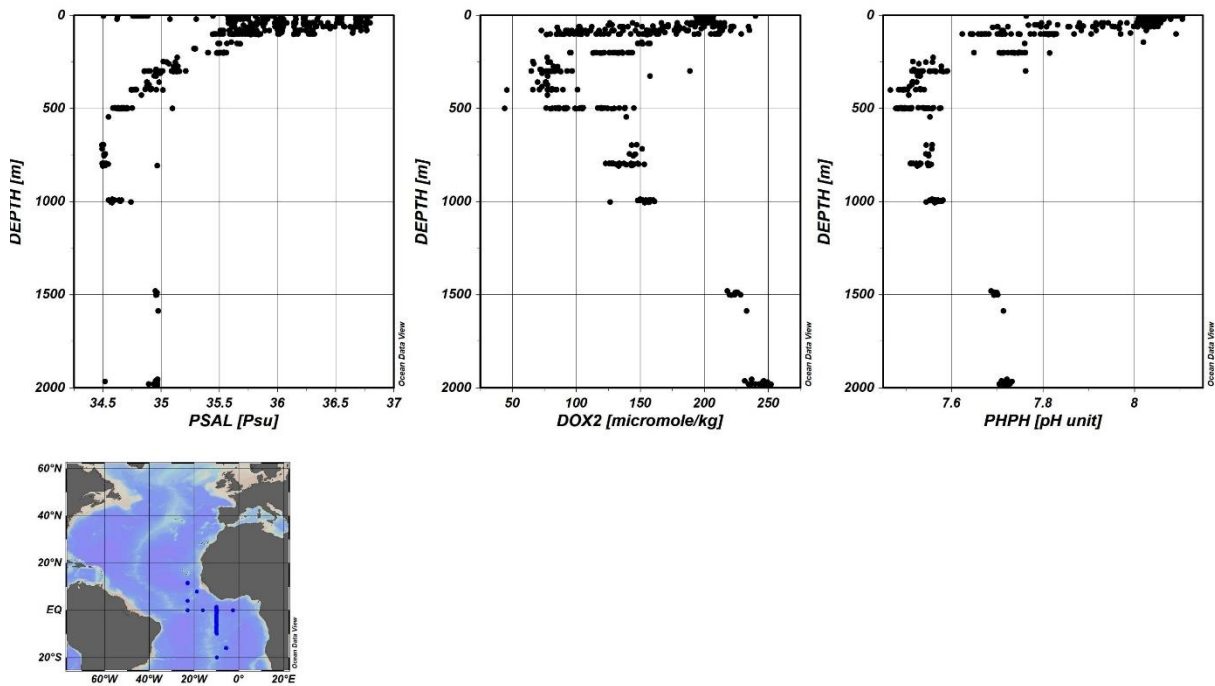 0
500
1000
1500
2000
DEPTH [m]
34.5 35 35.5 36 36.5 37
PSAL [Psu]
Ocean Data View
0
500
1000
1500
2000
DEPTH [m]
50 100 150 200 250
DOX2 [micromole/kg]
Ocean Data View
0
500
1000
1500
2000
DEPTH [m]
7.6 7.8 8
PHPH [pH unit]
Ocean Data View
60°N
40°N
20°N
EQ
20°S
60°W 40°W 20°W 0°E 20°E
Ocean Data View